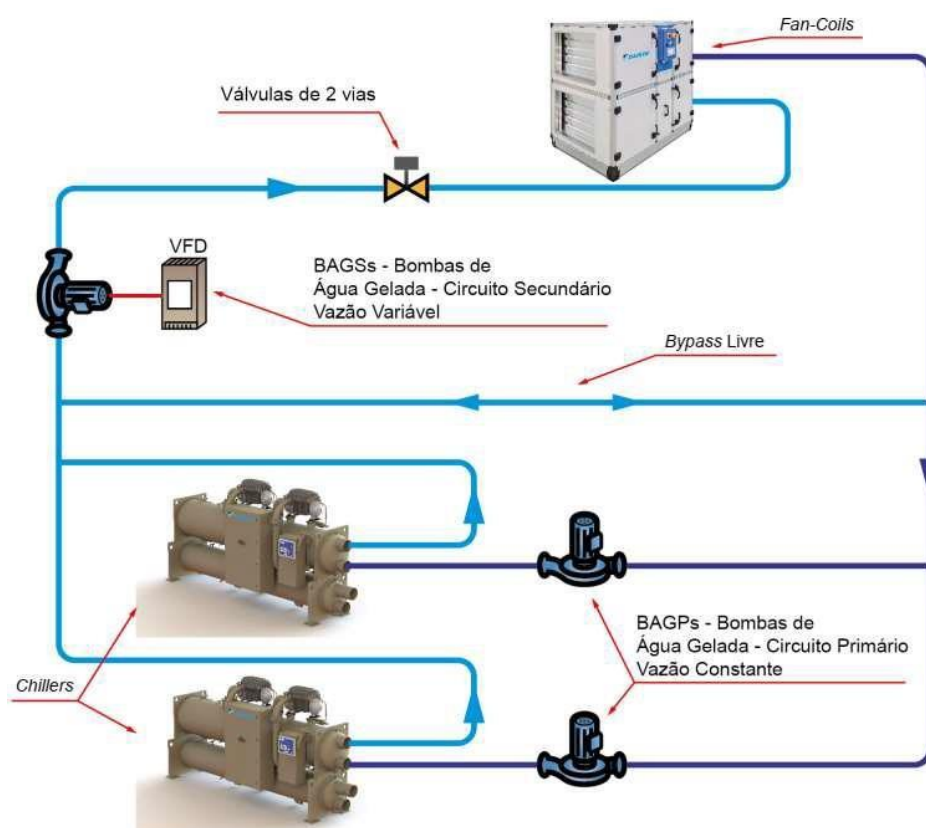 Fan-Coils
DAIKIN
Válvulas de 2 vias
VFD
BAGSs - Bombas de
Água Gelada - Circuito Secundário
Vazão Variável
Bypass Livre
BAGPs - Bombas de
Água Gelada - Circuito Primário
Vazão Constante
Chillers